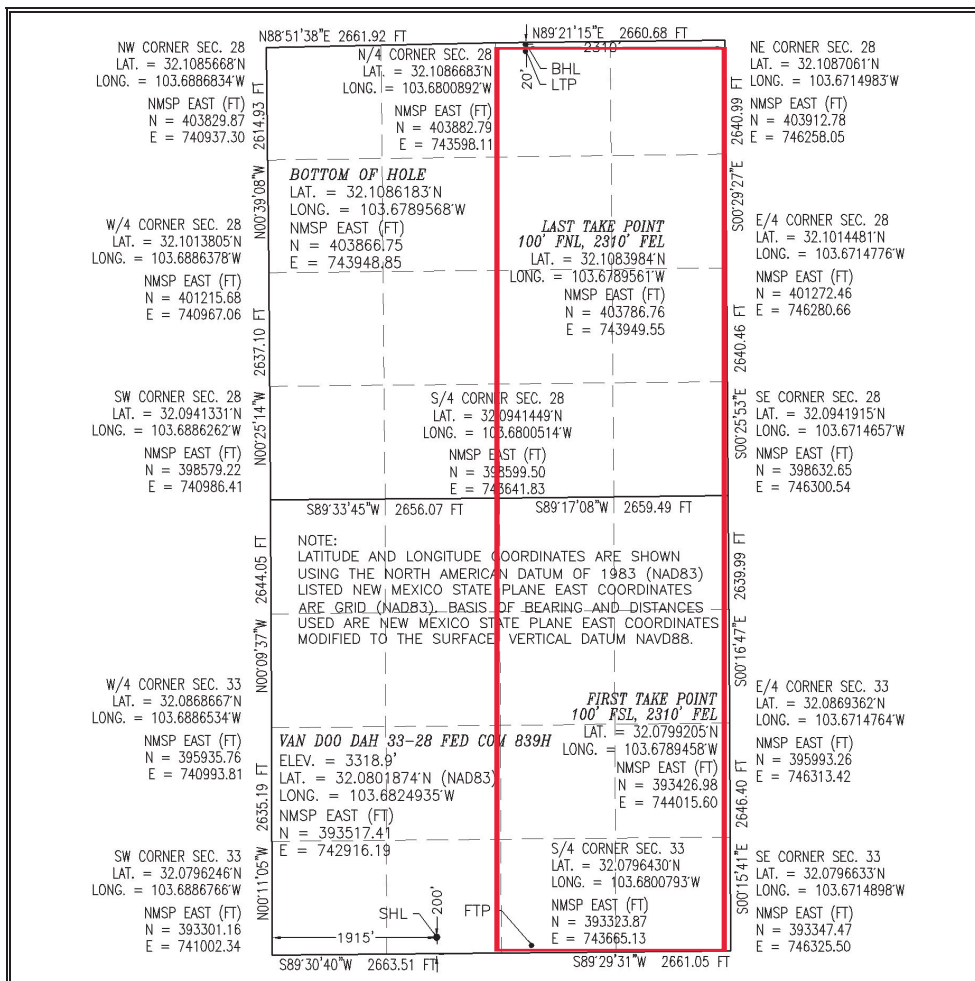 N88°51'38"E 2661.92 FT
N89°21'15"E 2660.68 FT
2310'
20'
BHL
LTP
NW CORNER SEC. 28
LAT. = 32.1085668°N
LONG. = 103.6886834°W
NMSP EAST (FT)
N = 403829.87
E = 740937.30
N/4 CORNER SEC. 28
LAT. = 32.1086683°N
LONG. = 103.6800892°W
NMSP EAST (FT)
N = 403882.79
E = 743598.11
NE CORNER SEC. 28
LAT. = 32.1087061°N
LONG. = 103.6714983°W
NMSP EAST (FT)
N = 403912.78
E = 746258.05
N00°39'08"W 2614.93 FT
S00°29'27"E 2640.99 FT
BOTTOM OF HOLE
LAT. = 32.1086183°N
LONG. = 103.6789568°W
NMSP EAST (FT)
N = 403866.75
E = 743948.85
LAST TAKE POINT
100' FNL, 2310' FEL
LAT. = 32.1083984°N
LONG. = 103.6789561°W
NMSP EAST (FT)
N = 403786.76
E = 743949.55
W/4 CORNER SEC. 28
LAT. = 32.1013805°N
LONG. = 103.6886378°W
NMSP EAST (FT)
N = 401215.68
E = 740967.06
E/4 CORNER SEC. 28
LAT. = 32.1014481°N
LONG. = 103.6714776°W
NMSP EAST (FT)
N = 401272.46
E = 746280.66
N00°25'14"W 2637.10 FT
S00°25'53"E 2640.46 FT
SW CORNER SEC. 28
LAT. = 32.0941331°N
LONG. = 103.6886262°W
NMSP EAST (FT)
N = 398579.22
E = 740986.41
S/4 CORNER SEC. 28
LAT. = 32.0941449°N
LONG. = 103.6800514°W
NMSP EAST (FT)
N = 398599.50
E = 743641.83
SE CORNER SEC. 28
LAT. = 32.0941915°N
LONG. = 103.6714657°W
NMSP EAST (FT)
N = 398632.65
E = 746300.54
S89°33'45"W 2656.07 FT
S89°17'08"W 2659.49 FT
NOTE:
LATITUDE AND LONGITUDE COORDINATES ARE SHOWN
USING THE NORTH AMERICAN DATUM OF 1983 (NAD83)
LISTED NEW MEXICO STATE PLANE EAST COORDINATES
ARE GRID (NAD83). BASIS OF BEARING AND DISTANCES
USED ARE NEW MEXICO STATE PLANE EAST COORDINATES
MODIFIED TO THE SURFACE. VERTICAL DATUM NAVD88.
N00°09'37"W 2644.05 FT
S00°16'47"E 2639.99 FT
W/4 CORNER SEC. 33
LAT. = 32.0868667°N
LONG. = 103.6886534°W
NMSP EAST (FT)
N = 395935.76
E = 740993.81
FIRST TAKE POINT
100' FSL, 2310' FEL
LAT. = 32.0799205°N
LONG. = 103.6789458°W
NMSP EAST (FT)
N = 393426.98
E = 744015.60
E/4 CORNER SEC. 33
LAT. = 32.0869362°N
LONG. = 103.6714764°W
NMSP EAST (FT)
N = 395993.26
E = 746313.42
VAN DOO DAH 33-28 FED COM 839H
ELEV. = 3318.9'
LAT. = 32.0801874°N (NAD83)
LONG. = 103.6824935°W
NMSP EAST (FT)
N = 393517.41
E = 742916.19
N00°11'05"W 2635.19 FT
S00°15'41"E 2646.40 FT
SW CORNER SEC. 33
LAT. = 32.0796246°N
LONG. = 103.6886766°W
NMSP EAST (FT)
N = 393301.16
E = 741002.34
S/4 CORNER SEC. 33
LAT. = 32.0796430°N
LONG. = 103.6800793°W
NMSP EAST (FT)
N = 393323.87
E = 743665.13
SE CORNER SEC. 33
LAT. = 32.0796633°N
LONG. = 103.6714898°W
NMSP EAST (FT)
N = 393347.47
E = 746325.50
SHL
200'
FTP
1915'
S89°30'40"W 2663.51 FT
S89°29'31"W 2661.05 FT